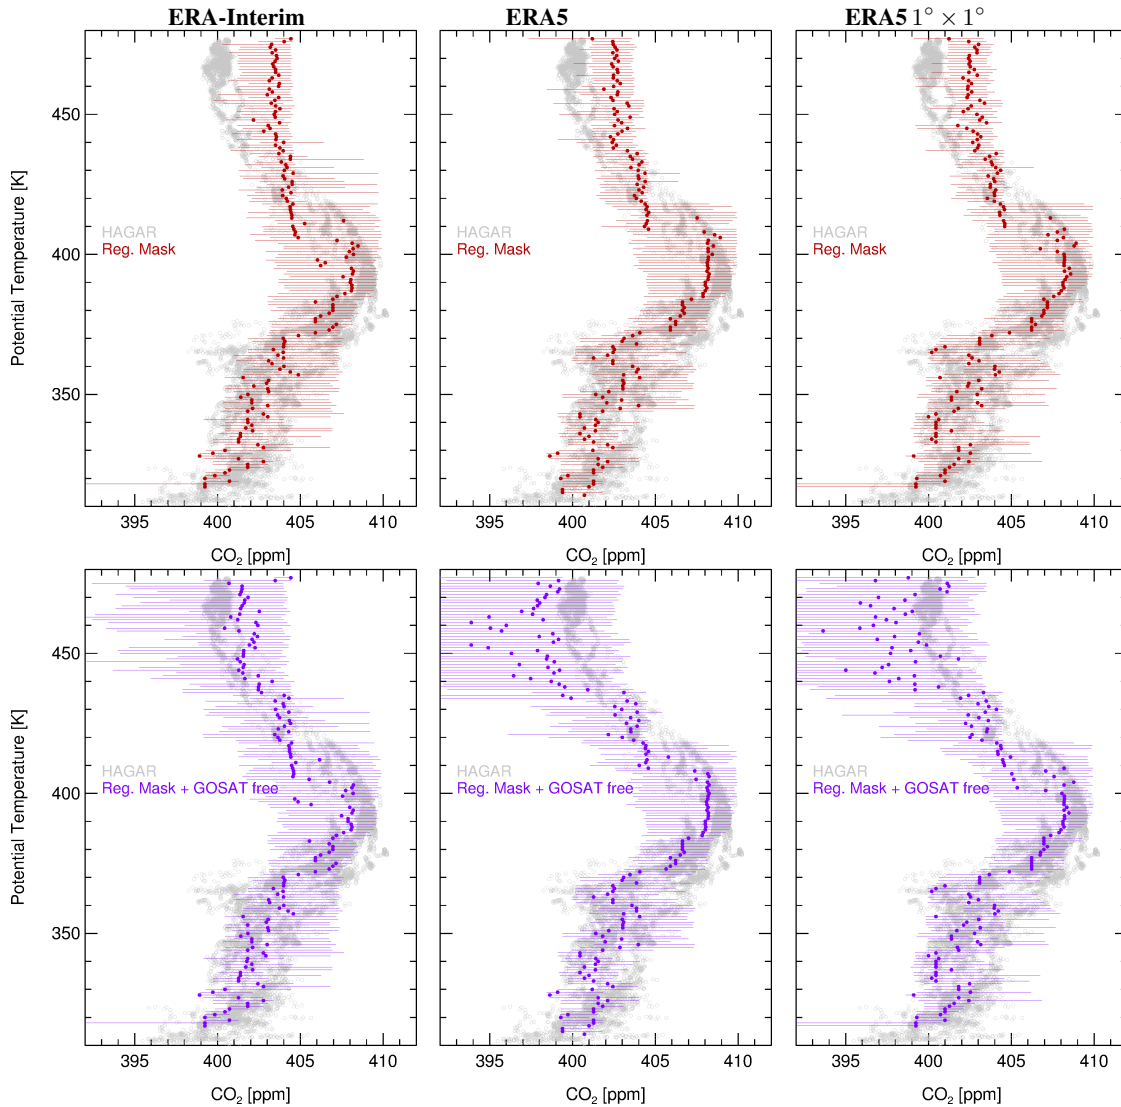 ERA-Interim ERA5 ERA5 1° × 1°
Potential Temperature [K]
450
400
350
HAGAR
Reg. Mask
HAGAR
Reg. Mask
HAGAR
Reg. Mask
395 400 405 410 395 400 405 410 395 400 405 410
CO₂ [ppm] CO₂ [ppm] CO₂ [ppm]
Potential Temperature [K]
450
400
350
HAGAR
Reg. Mask + GOSAT free
HAGAR
Reg. Mask + GOSAT free
HAGAR
Reg. Mask + GOSAT free
395 400 405 410 395 400 405 410 395 400 405 410
CO₂ [ppm] CO₂ [ppm] CO₂ [ppm]